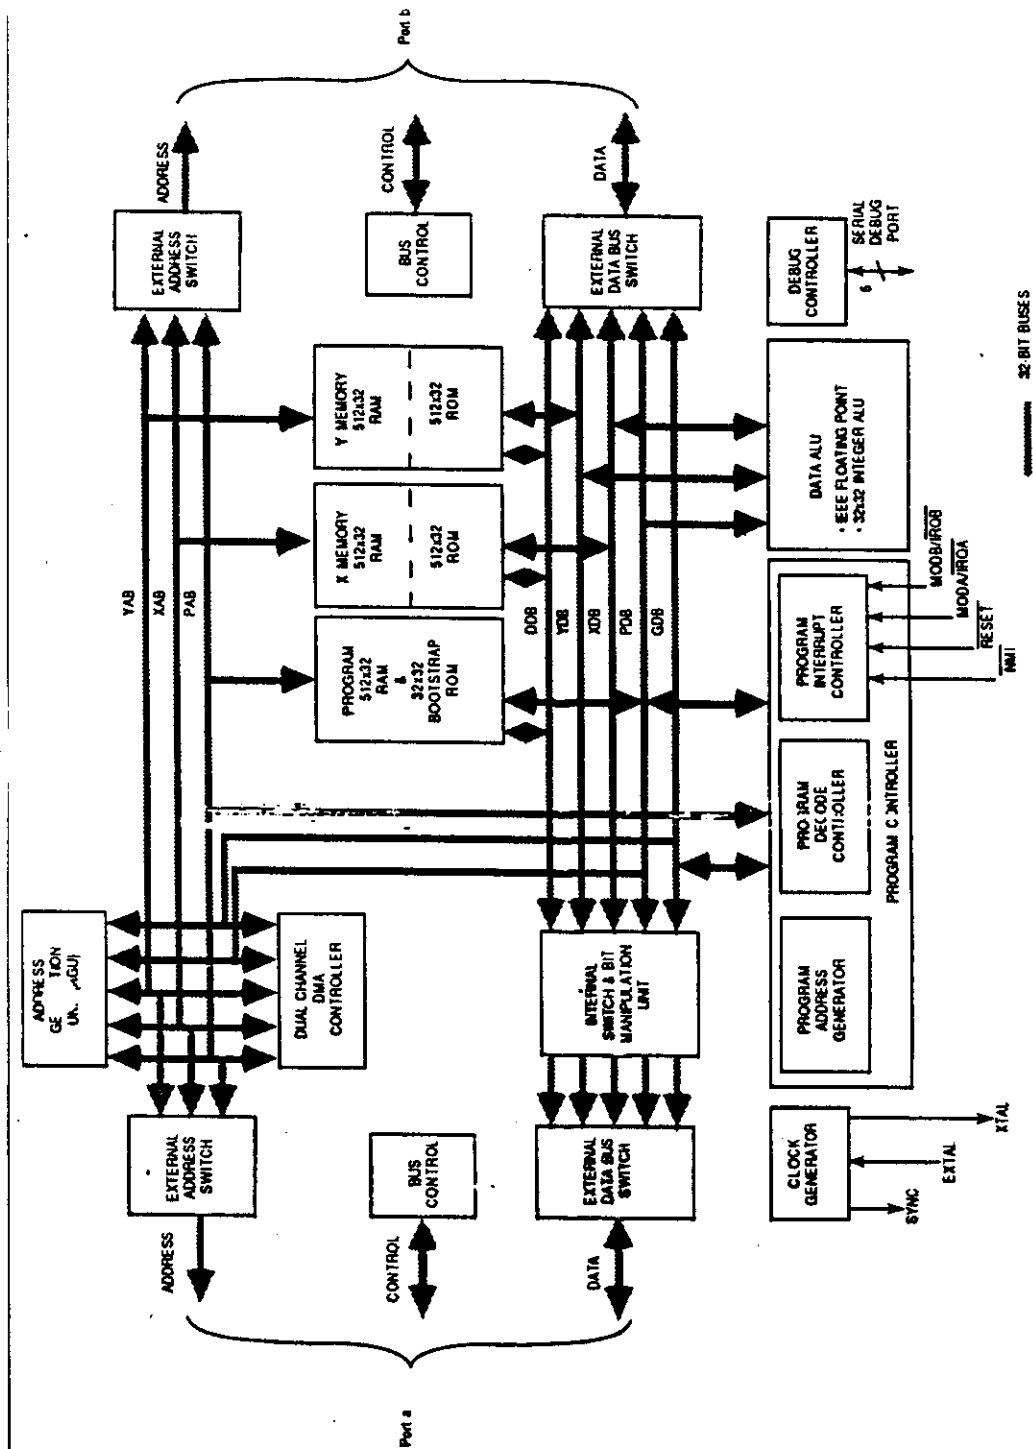 Port a
Port b
ADDRESS
CONTROL
DATA
EXTERNAL
ADDRESS
SWITCH
BUS
CONTROL
EXTERNAL
DATA BUS
SWITCH
ADDRESS
DUAL CHANNEL
DMA
CONTROLLER
INTERNAL
SWITCH & BIT
MANIPULATION
UNIT
YAB
XAB
PAB
PROGRAM
512x32
RAM
&
32x32
BOOTSTRAP
ROM
X MEMORY
512x32
RAM
512x32
ROM
Y MEMORY
512x32
RAM
512x32
ROM
DDB
YDB
XDB
PDB
GDB
EXTERNAL
ADDRESS
SWITCH
ADDRESS
BUS
CONTROL
CONTROL
EXTERNAL
DATA BUS
SWITCH
DATA
CLOCK
GENERATOR
SYNC
EXTAL
XTAL
PROGRAM
ADDRESS
GENERATOR
PROGRAM
DECODE
CONTROLLER
PROGRAM
INTERRUPT
CONTROLLER
PROGRAM CONTROLLER
MODB/IRQB
MODA/IRQA
RESET
NMI
DATA ALU
• IEEE FLOATING POINT
• 32x32 INTEGER ALU
DEBUG
CONTROLLER
6
SERIAL
DEBUG
PORT
32-BIT BUSES